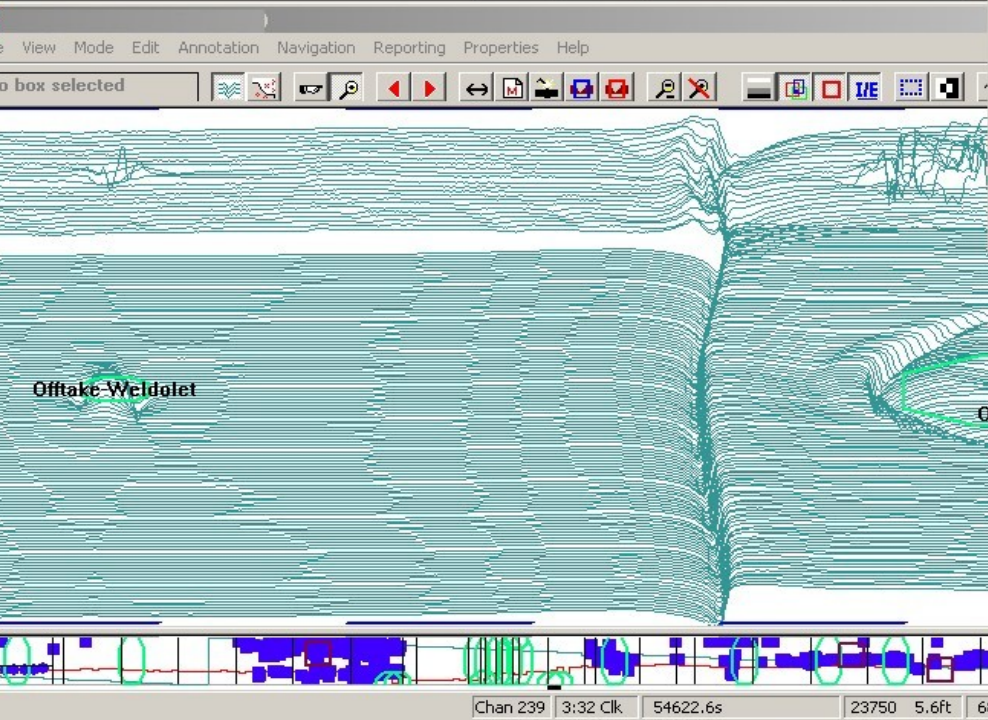 View Mode Edit Annotation Navigation Reporting Properties Help
o box selected
M
I/E
Offtake-Weldolet
Chan 239 3:32 Clk 54622.6s 23750 5.6ft